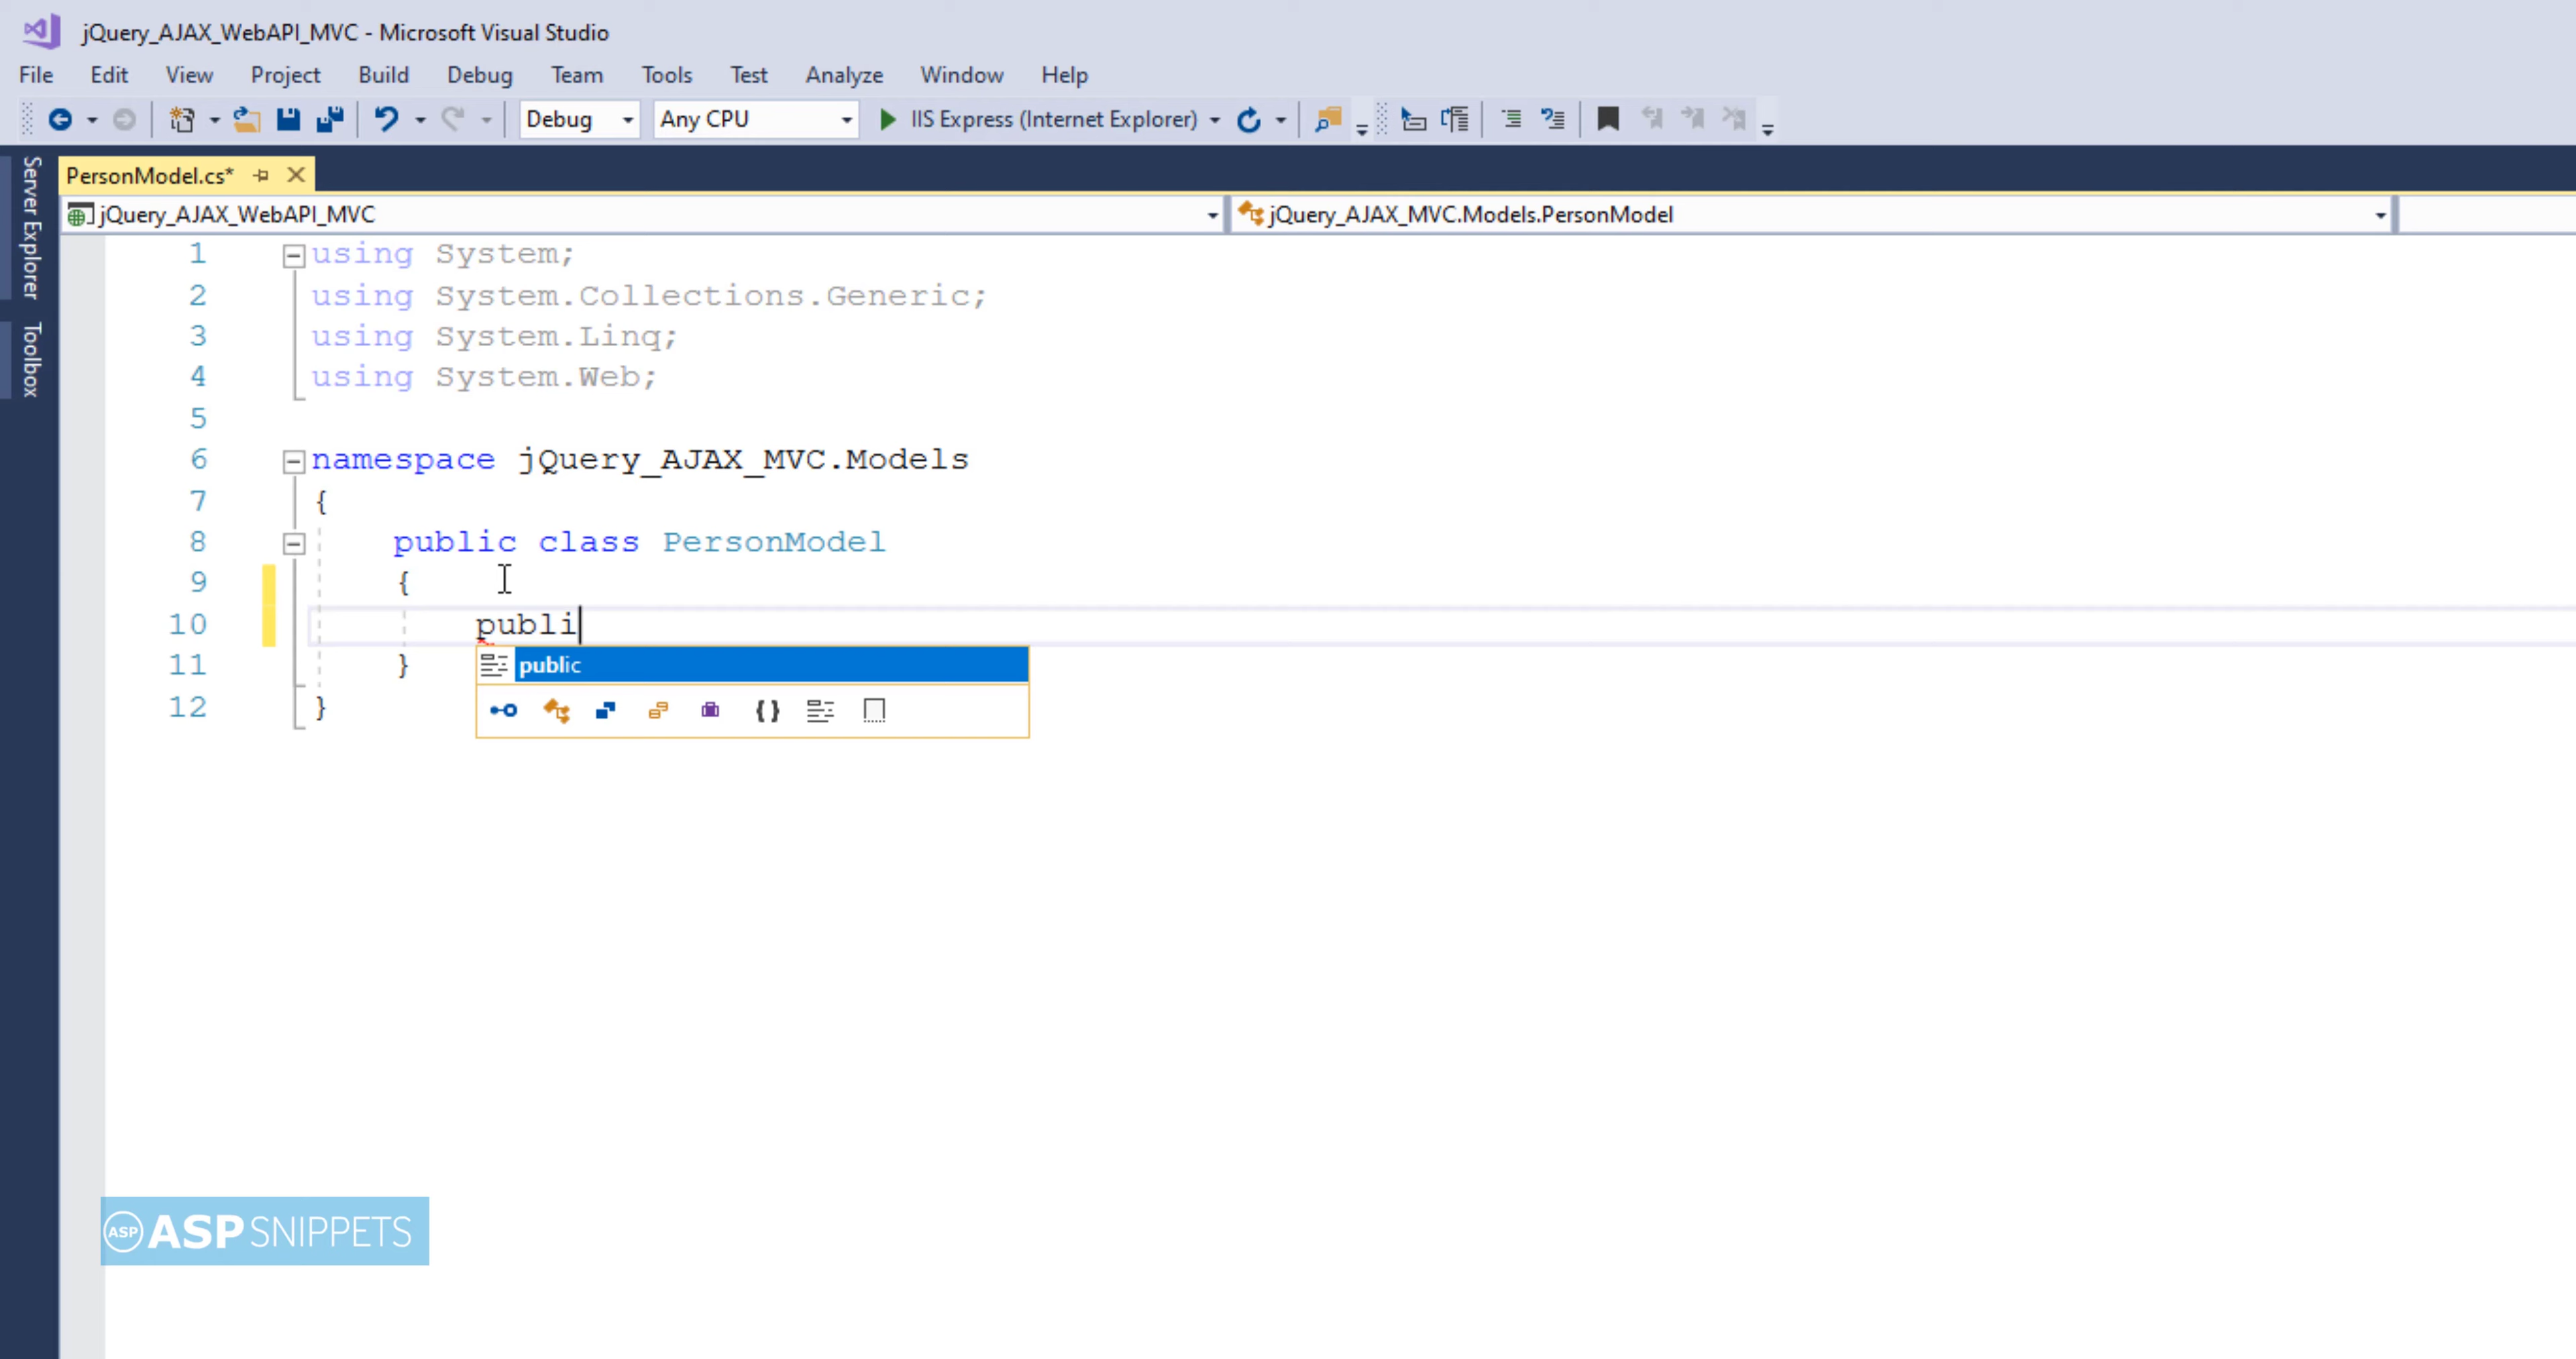 jQuery_AJAX_WebAPI_MVC - Microsoft Visual Studio
File Edit View Project Build Debug Team Tools Test Analyze Window Help
Debug Any CPU IIS Express (Internet Explorer)
Server Explorer
Toolbox
PersonModel.cs*
jQuery_AJAX_WebAPI_MVC jQuery_AJAX_MVC.Models.PersonModel
1 using System;
2 using System.Collections.Generic;
3 using System.Linq;
4 using System.Web;
5
6 namespace jQuery_AJAX_MVC.Models
7 {
8 public class PersonModel
9 {
10 publi
public
11 }
12 }
ASP ASPSNIPPETS